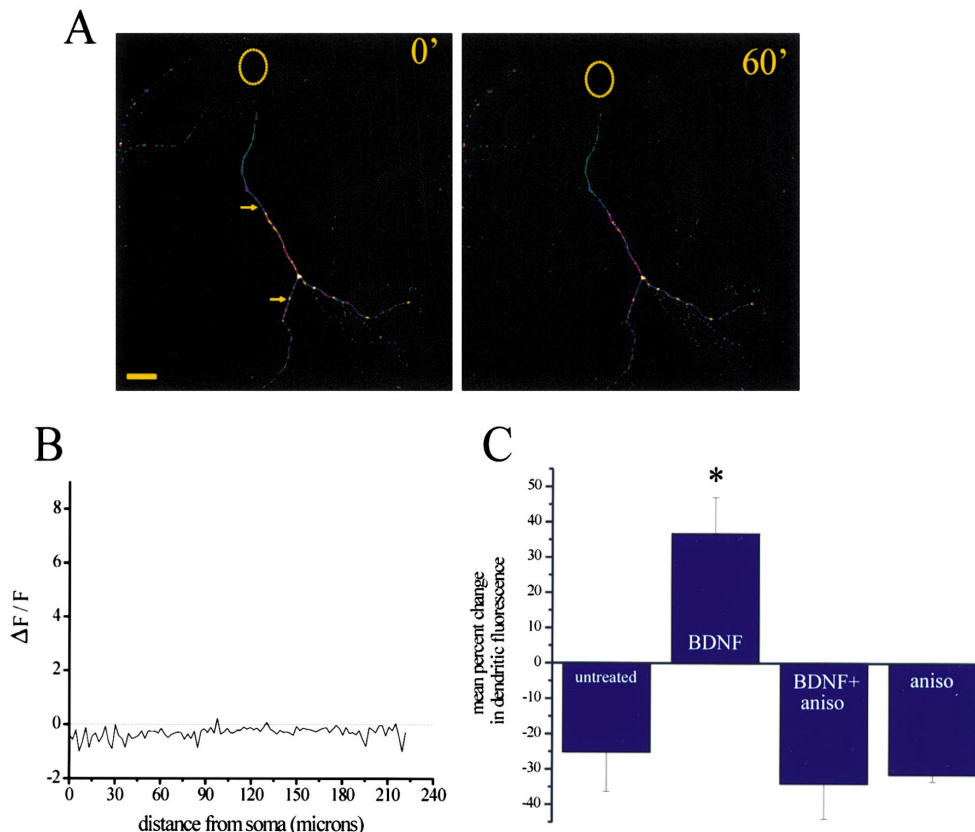 A
0'
60'
B
8
6
4
2
0
-2
ΔF / F
0 30 60 90 120 150 180 210 240
distance from soma (microns)
C
*
50
40
30
20
10
0
-10
-20
-30
-40
mean percent change
in dendritic fluorescence
untreated
BDNF
BDNF+
aniso
aniso